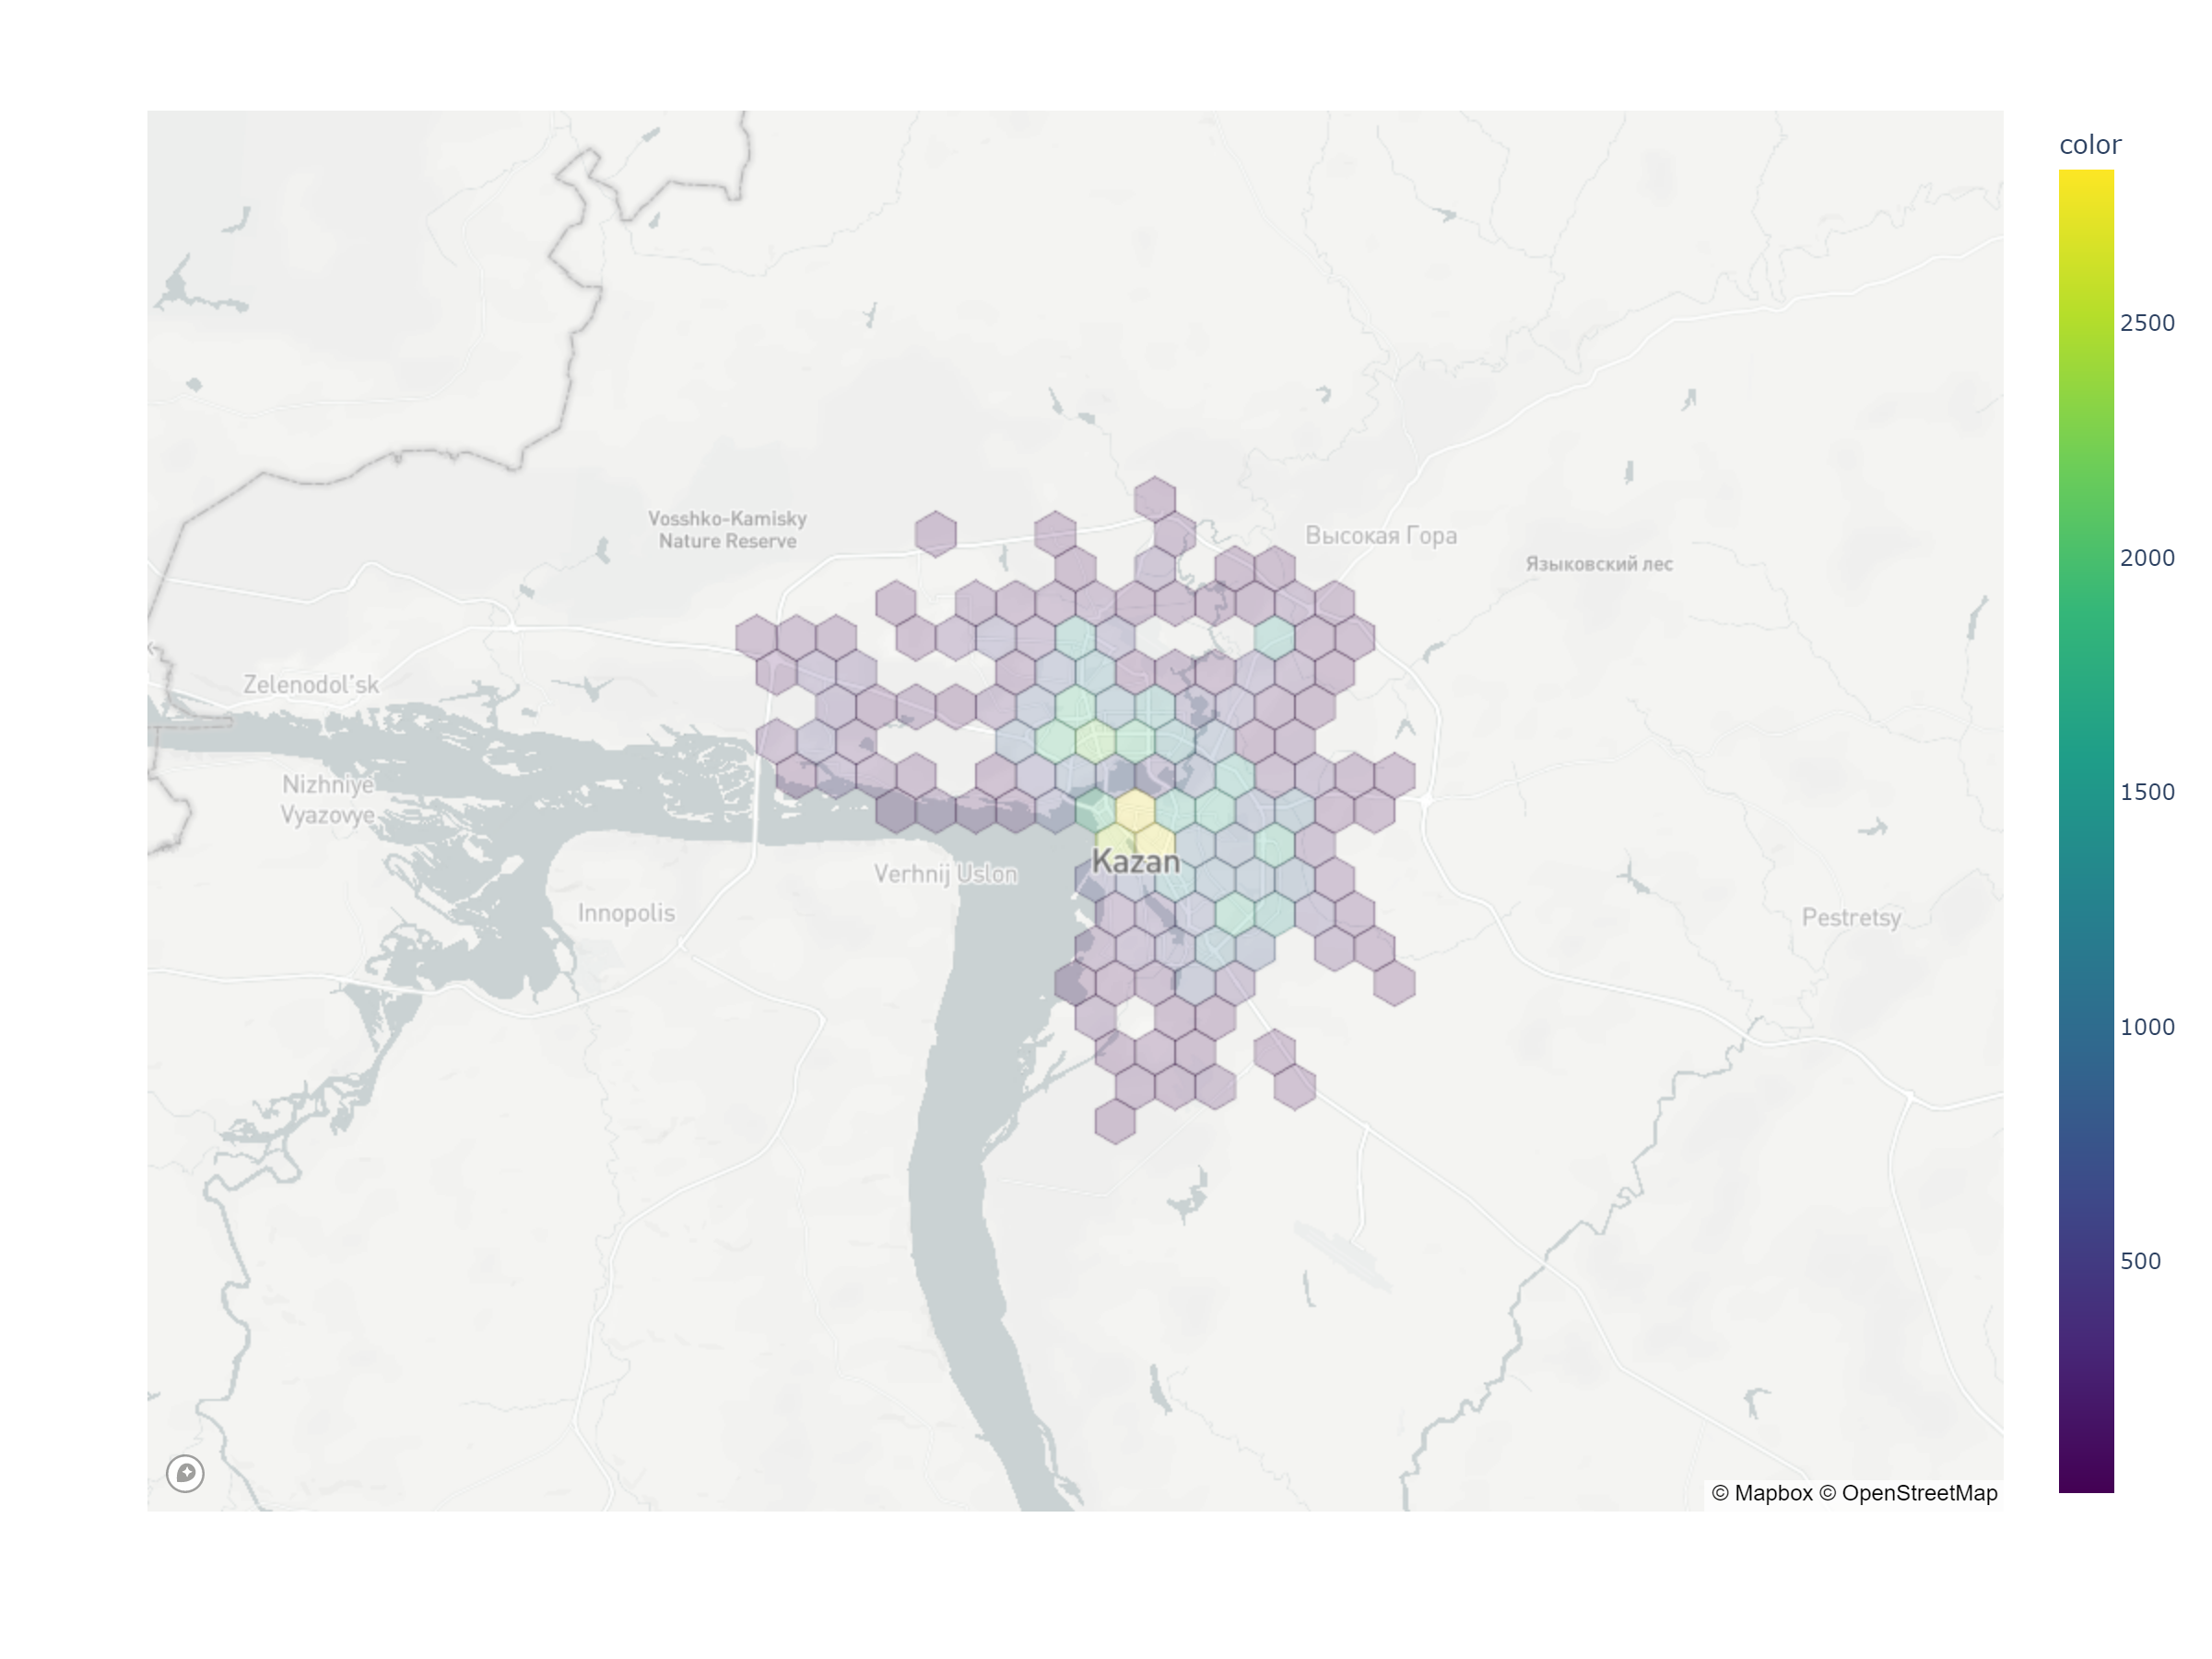 color
2500
2000
1500
1000
500
Vosshko-Kamisky
Nature Reserve
Высокая Гора
Языковский лес
Zelenodol'sk
Nizhniye
Vyazovye
Verhnij Uslon
Kazan
Innopolis
Pestretsy
© Mapbox © OpenStreetMap